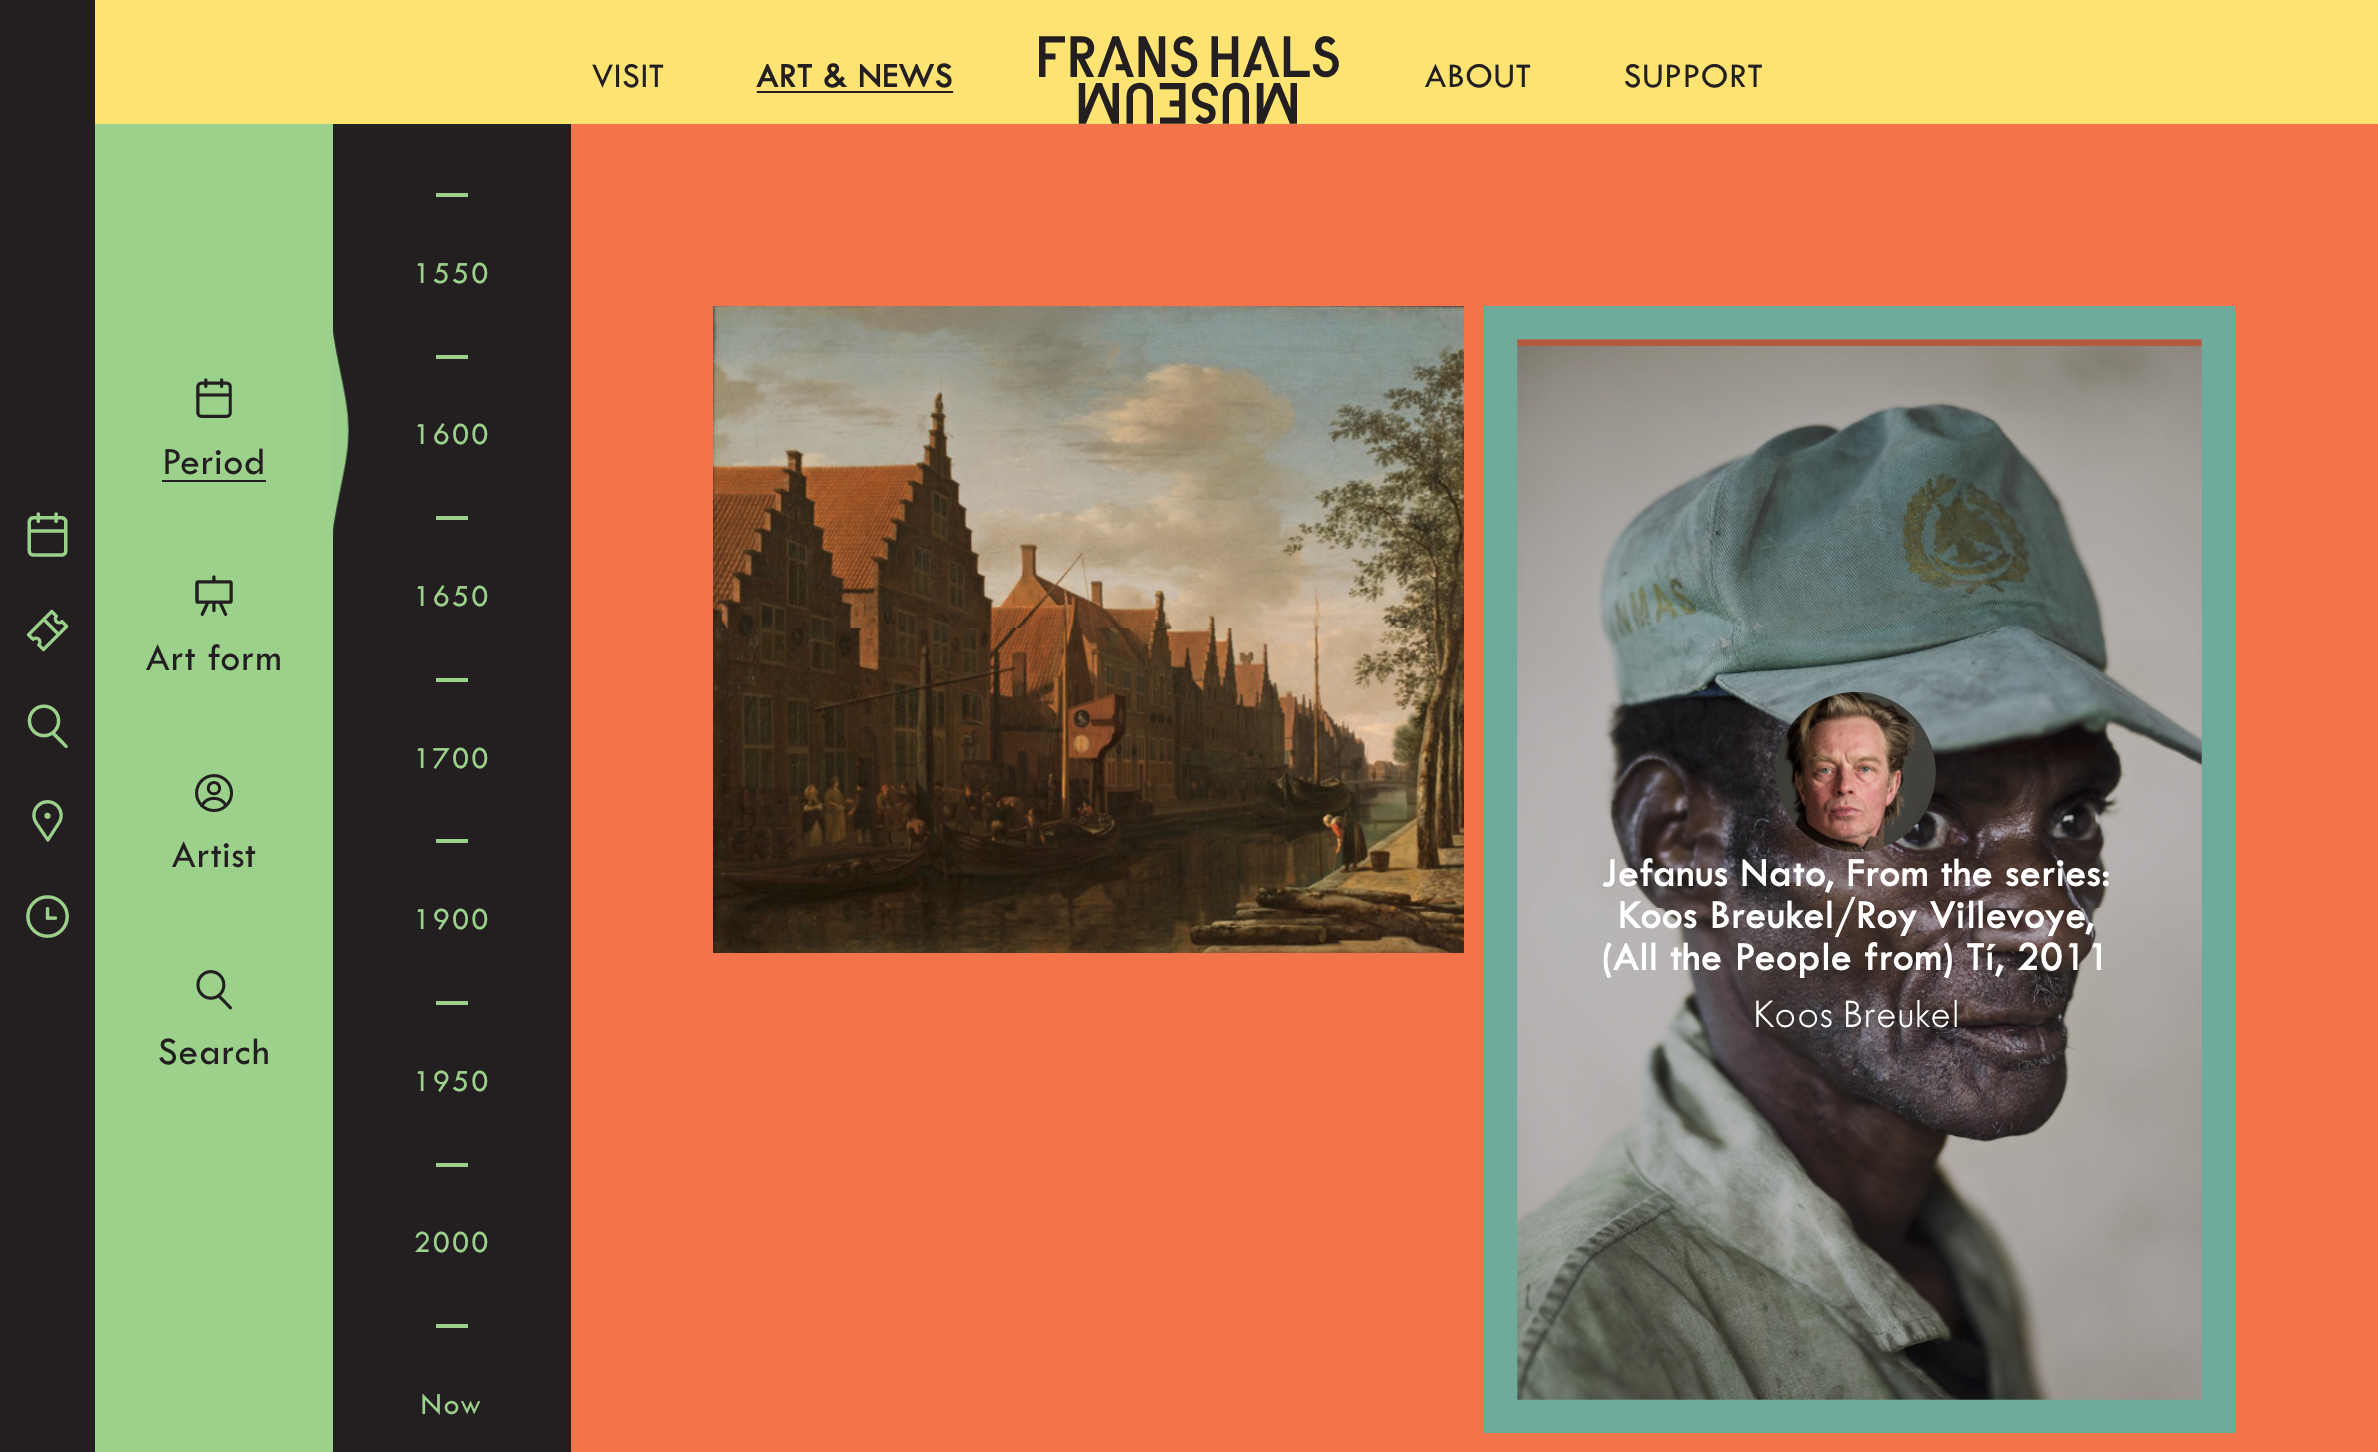 VISIT
ART & NEWS
FRANS HALS
MUSEUM
ABOUT
SUPPORT
Period
Art form
Artist
Search
1550
1600
1650
1700
1900
1950
2000
Now
NMAS
Jefanus Nato, From the series:
Koos Breukel/Roy Villevoye,
(All the People from) Tí, 2011
Koos Breukel